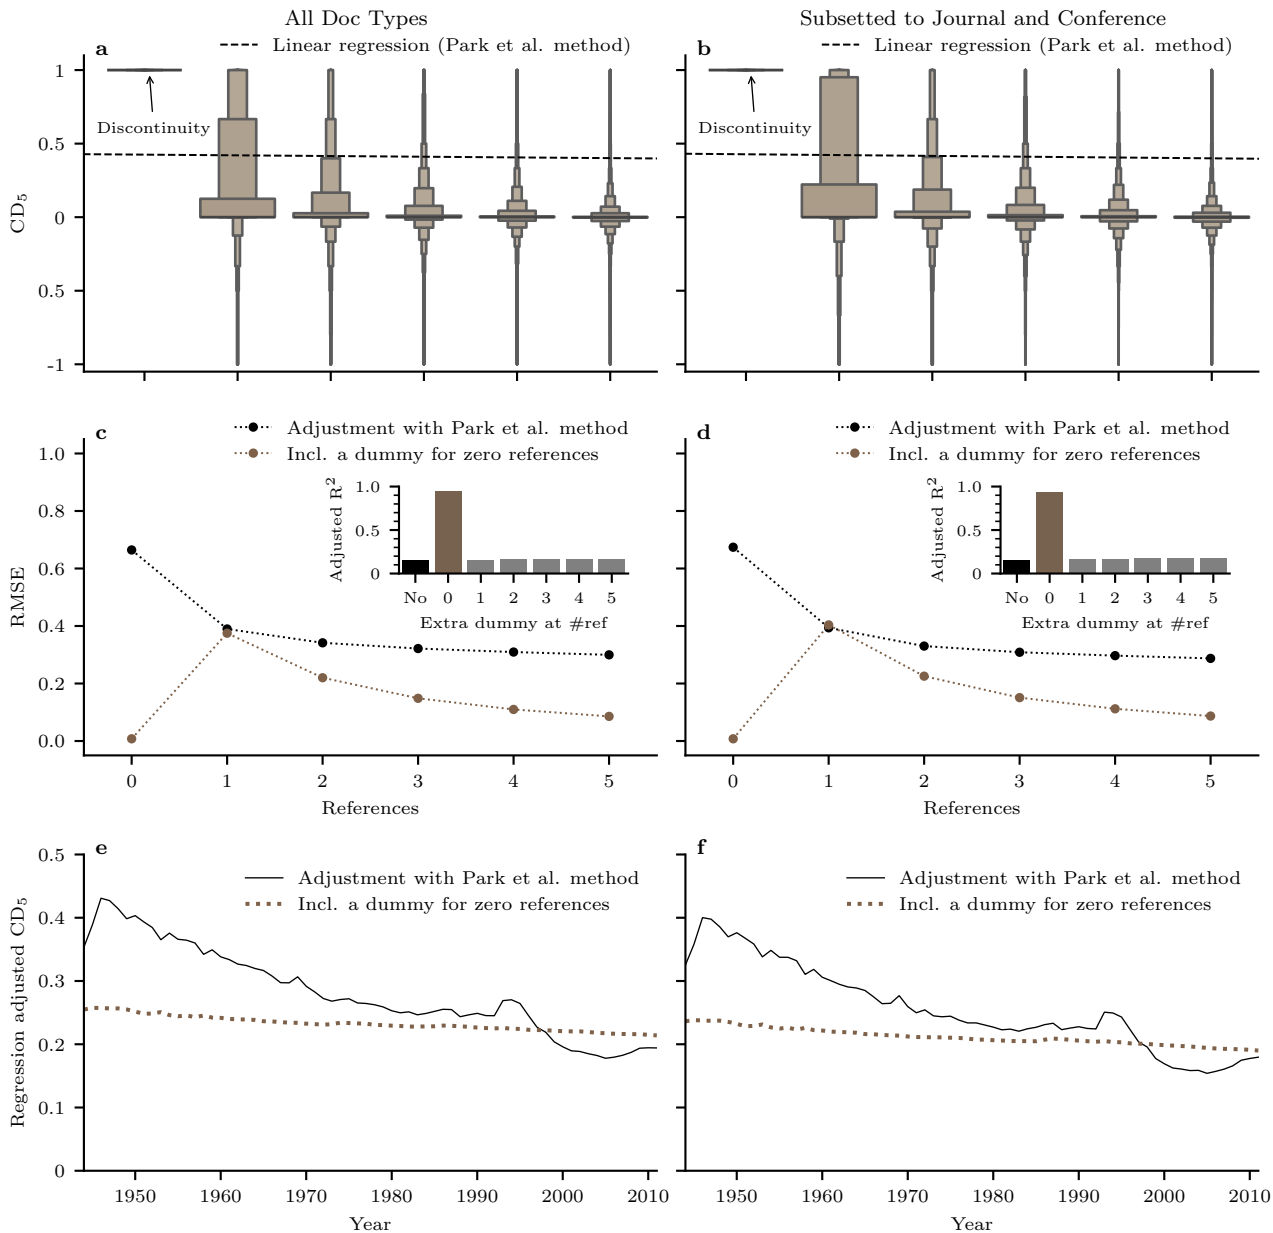 All Doc Types
Subsetted to Journal and Conference
a
Linear regression (Park et al. method)
1
Discontinuity
0.5
0
0.5
-1
CD5
b
Linear regression (Park et al. method)
Discontinuity
c
Adjustment with Park et al. method
Incl. a dummy for zero references
1.0
0.8
0.6
0.4
0.2
0.0
RMSE
Adjusted R2
1.0
0.5
0
No 0 1 2 3 4 5
Extra dummy at #ref
0 1 2 3 4 5
References
d
Adjustment with Park et al. method
Incl. a dummy for zero references
Adjusted R2
1.0
0.5
0
No 0 1 2 3 4 5
Extra dummy at #ref
0 1 2 3 4 5
References
e
Adjustment with Park et al. method
Incl. a dummy for zero references
0.5
0.4
0.3
0.2
0.1
0
Regression adjusted CD5
1950 1960 1970 1980 1990 2000 2010
Year
f
Adjustment with Park et al. method
Incl. a dummy for zero references
1950 1960 1970 1980 1990 2000 2010
Year